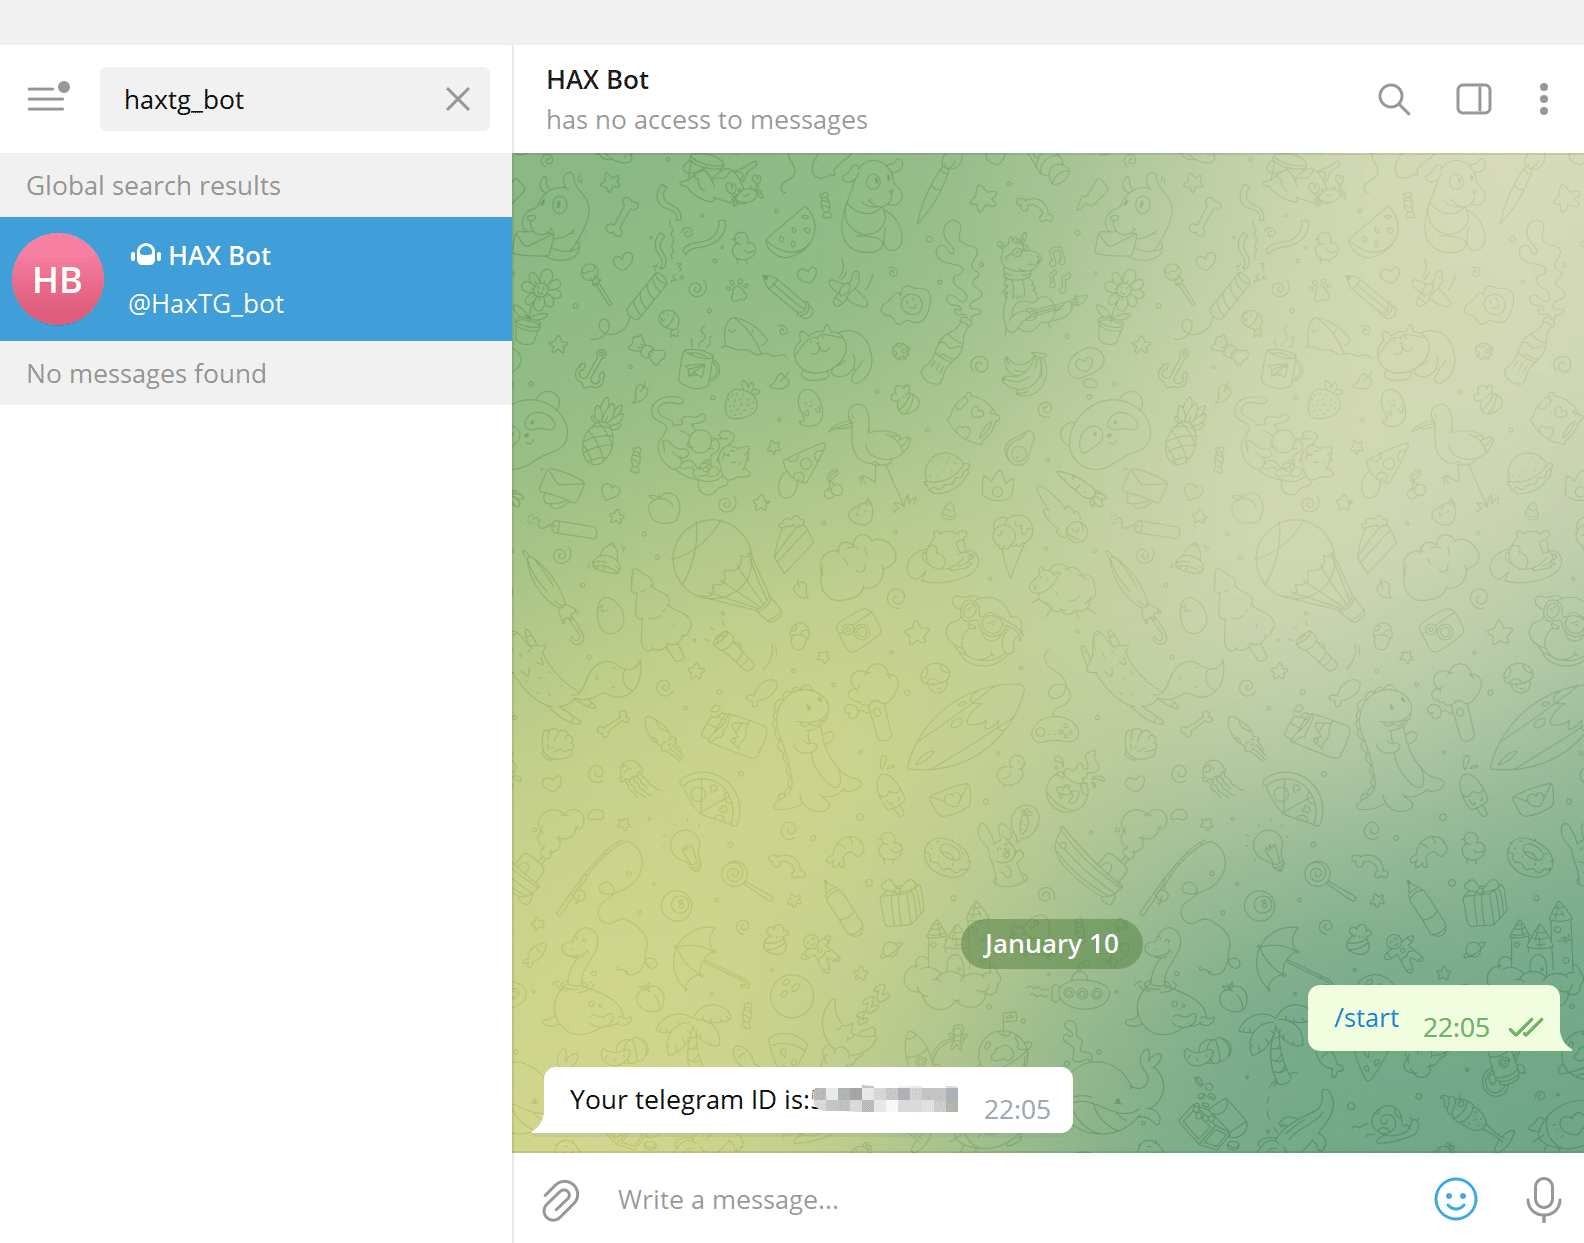 haxtg_bot
Global search results
HB
HAX Bot
@HaxTG_bot
No messages found
HAX Bot
has no access to messages
January 10
/start 22:05
Your telegram ID is: 22:05
Write a message...